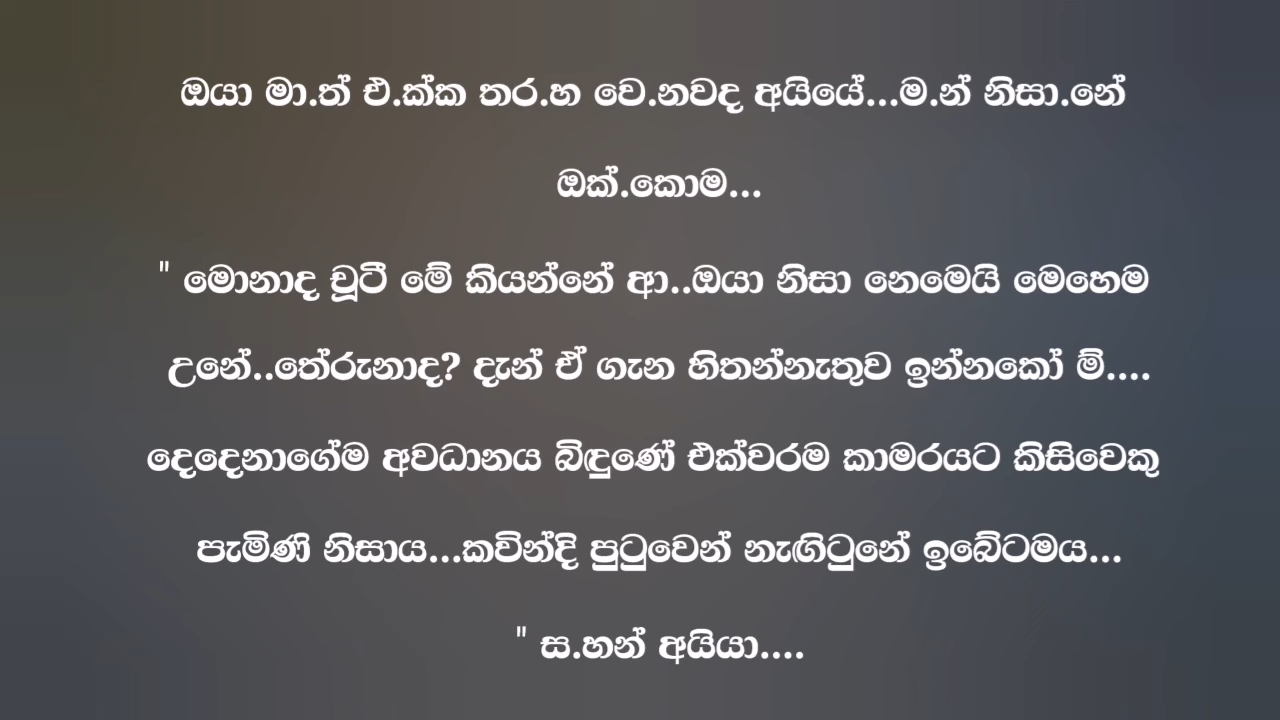 ඔයා මා.ත් එ.ක්ක තර.හ වෙ.නවද අයියේ...ම.න් නිසා.නේ
ඔක්.කොම...
" මොනාද චූටී මේ කියන්නේ ආ..ඔයා නිසා නෙමෙයි මෙහෙම
උනේ..තේරුනාද? දැන් ඒ ගැන හිතන්නැතුව ඉන්නකෝ ම්....
දෙදෙනාගේම අවධානය බිඳුණේ එක්වරම කාමරයට කිසිවෙකු
පැමිණි නිසාය...කවින්දි පුටුවෙන් නැඟිටුනේ ඉබේටමය...
" ස.හන් අයියා....